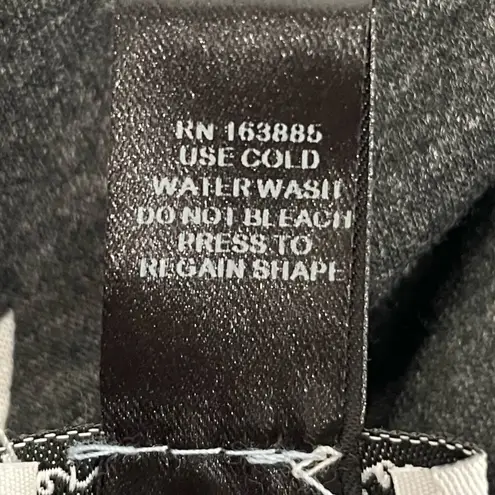 RN 163885
USE COLD
WATER WASH
DO NOT BLEACH
PRESS TO
REGAIN SHAPE